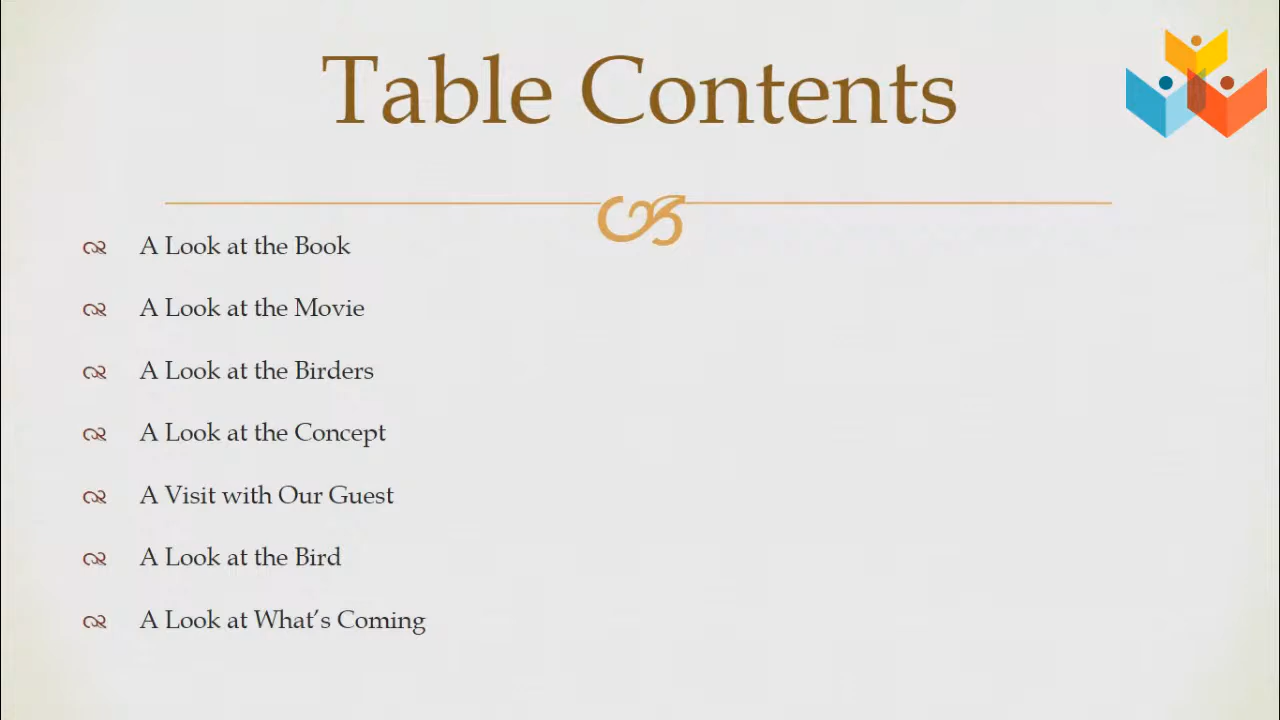 Table Contents
A Look at the Book
A Look at the Movie
A Look at the Birders
A Look at the Concept
A Visit with Our Guest
A Look at the Bird
A Look at What’s Coming